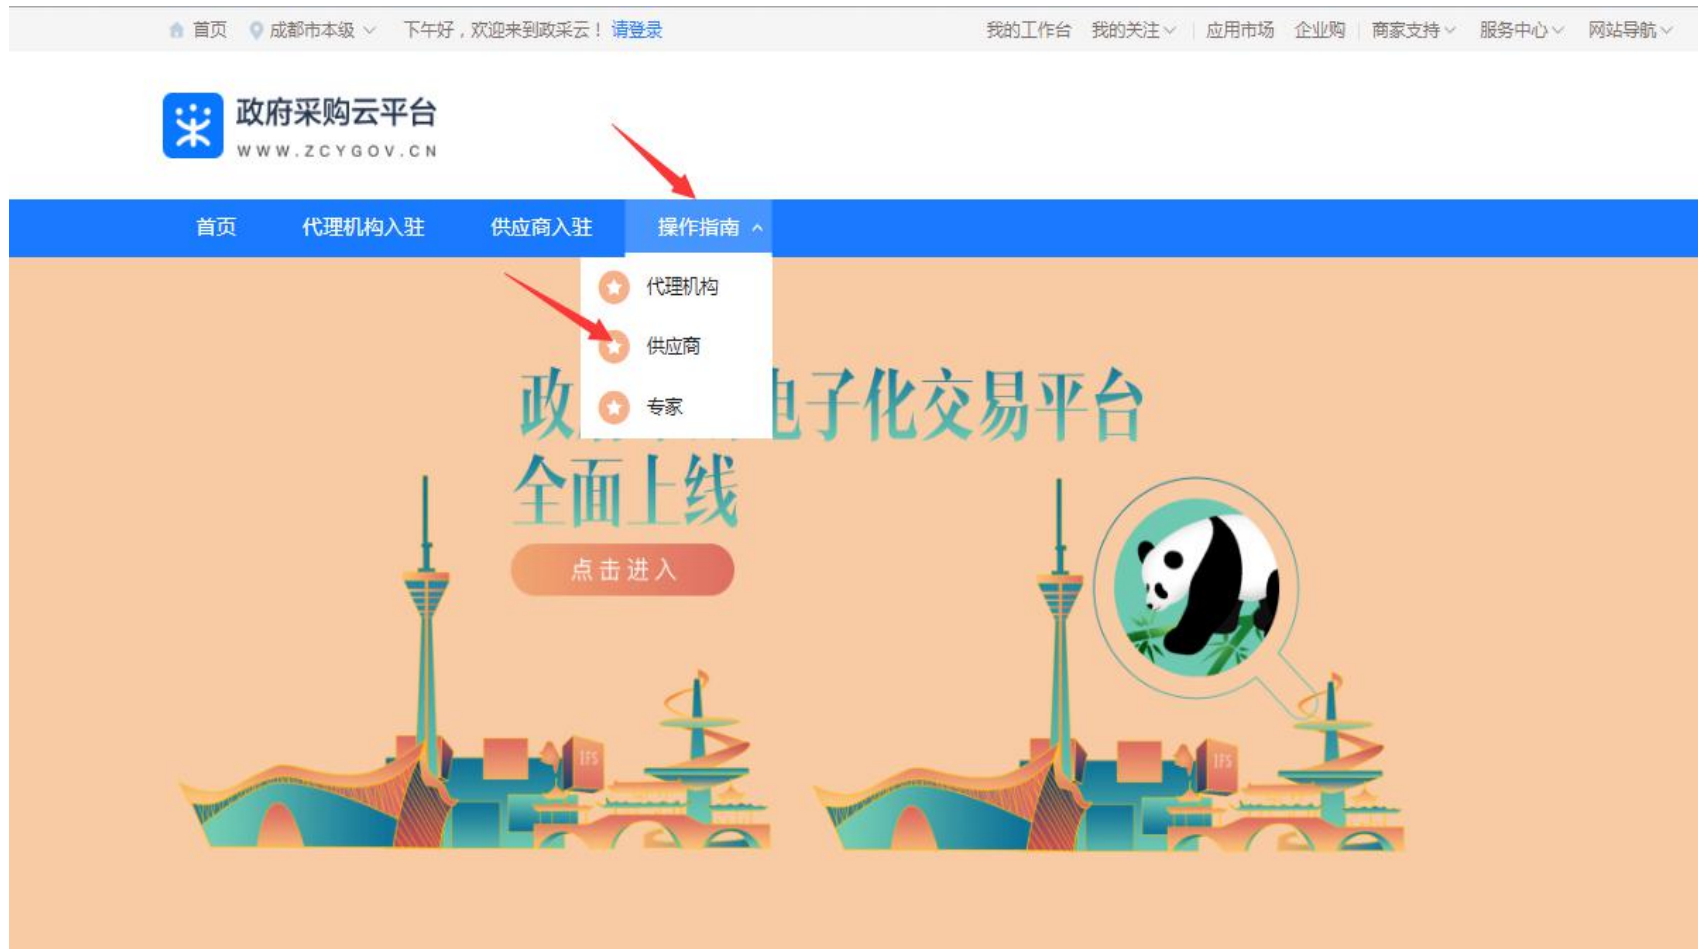 首页 成都市本级 下午好，欢迎来到政采云！请登录 我的工作台 我的关注 应用市场 企业购 商家支持 服务中心 网站导航
政府采购云平台
WWW.ZCYGOV.CN
首页 代理机构入驻 供应商入驻 操作指南
代理机构
供应商
专家
政 电子化交易平台
全面上线
点击进入
IFS IFS